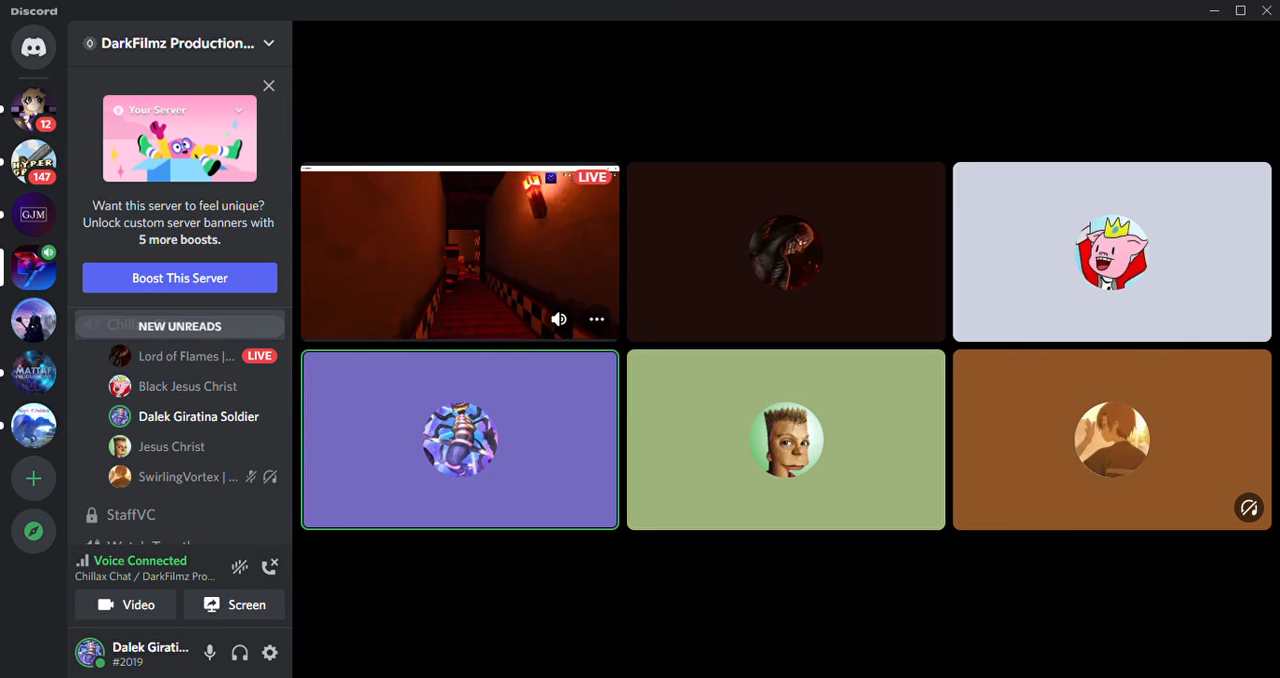 Discord
DarkFilmz Production...
Your Server
Want this server to feel unique?
Unlock custom server banners with
5 more boosts.
Boost This Server
NEW UNREADS
Lord of Flames |...
LIVE
Black Jesus Christ
Dalek Giratina Soldier
Jesus Christ
SwirlingVortex | ...
StaffVC
Voice Connected
Chillax Chat / DarkFilmz Pro...
Video
Screen
Dalek Girati...
#2019
12
HYPER
147
GJM
MATTAF
LIVE